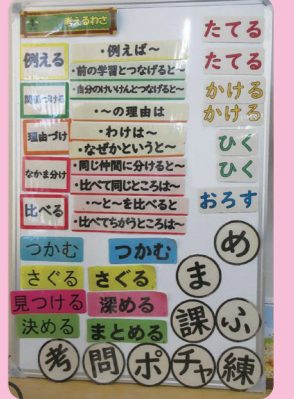 考えるわざ
例える
・例えば~
・前の学習とつなげると~
関係づける
・自分のけいけんとつなげると~
・~の理由は
理由づけ
・わけは~
・なぜかというと~
なかま分け
・同じ仲間に分けると~
・比べて同じところは~
比べる
・~と~を比べると
・比べてちがうところは~
たてる
たてる
かける
かける
ひく
ひく
おろす
つかむ
つかむ
さぐる
さぐる
見つける
深める
決める
まとめる
め
ま
課
ふ
考
問
ポ
チャ
練